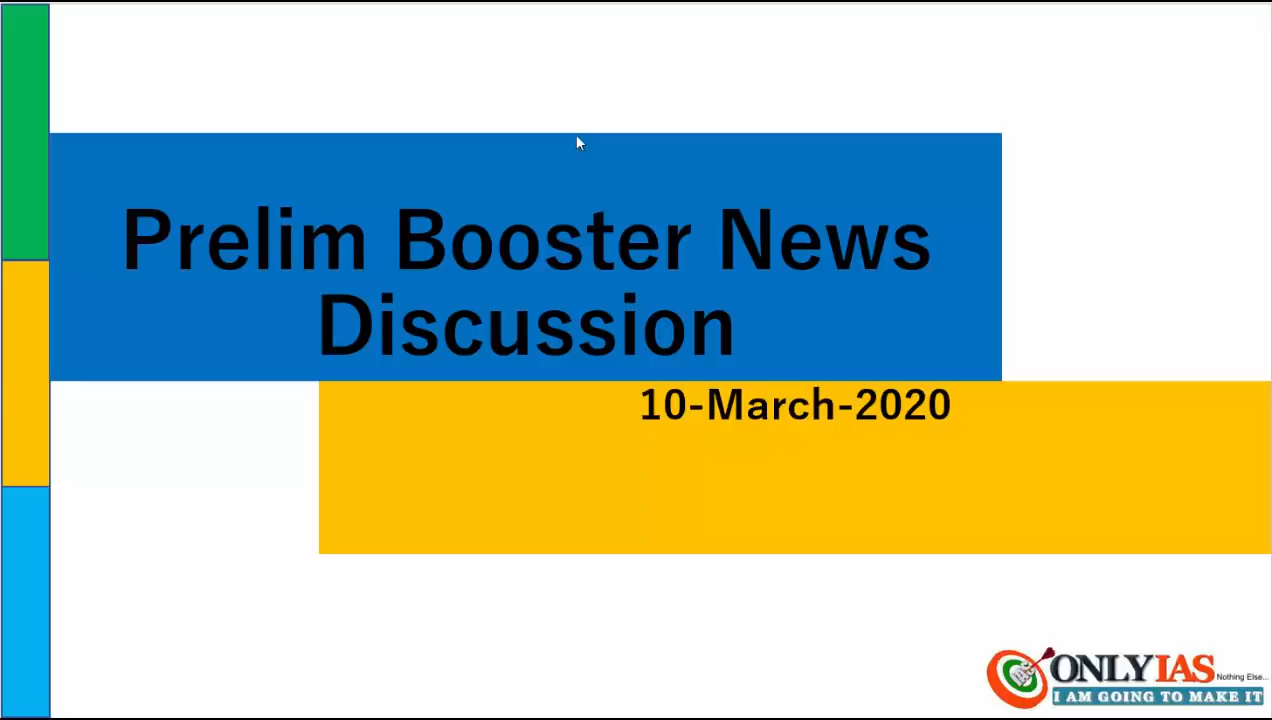 Prelim Booster News
Discussion
10-March-2020
ONLYIAS Nothing Else...
I AM GOING TO MAKE IT